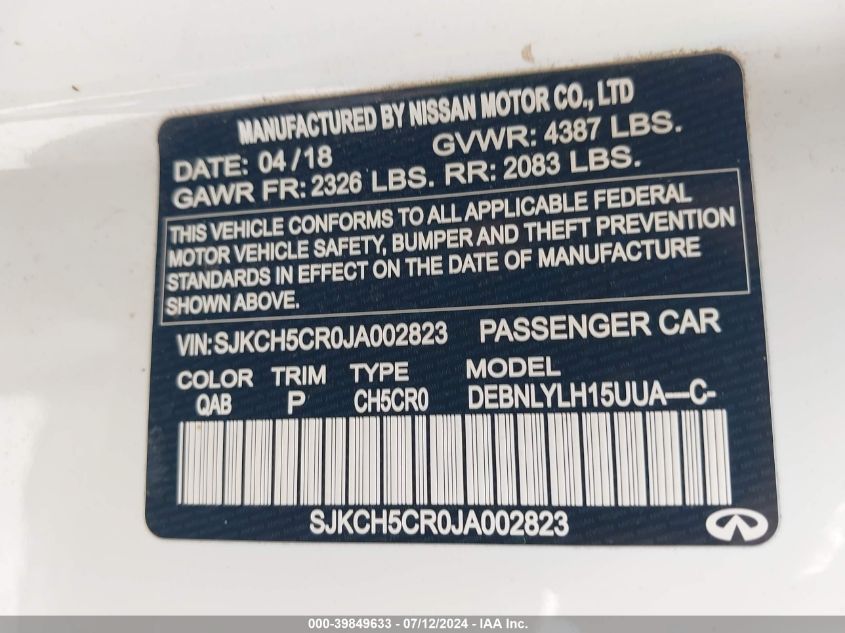 MANUFACTURED BY NISSAN MOTOR CO., LTD
DATE: 04/18 GVWR: 4387 LBS.
GAWR FR: 2326 LBS. RR: 2083 LBS.
THIS VEHICLE CONFORMS TO ALL APPLICABLE FEDERAL
MOTOR VEHICLE SAFETY, BUMPER AND THEFT PREVENTION
STANDARDS IN EFFECT ON THE DATE OF MANUFACTURE
SHOWN ABOVE.
VIN: SJKCH5CR0JA002823 PASSENGER CAR
COLOR TRIM TYPE MODEL
QAB P CH5CR0 DEBNLYLH15UUA—C-
SJKCH5CR0JA002823
000-39849633 - 07/12/2024 - IAA Inc.